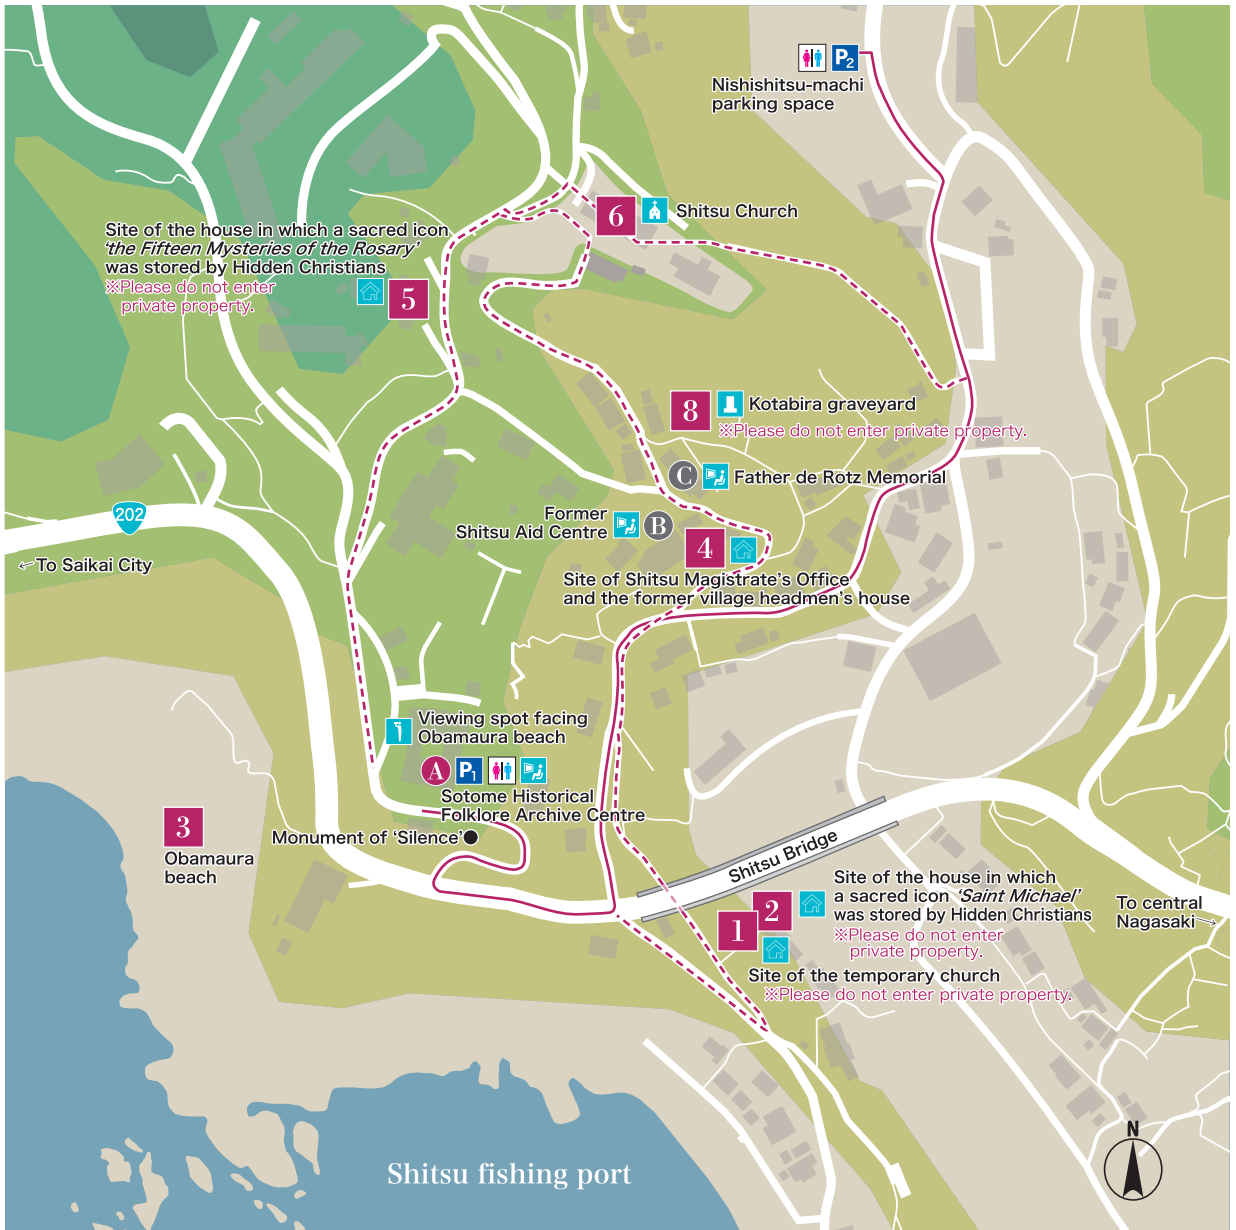 P2
Nishishitsu-machi
parking space
6
Shitsu Church
Site of the house in which a sacred icon
‘the Fifteen Mysteries of the Rosary’
was stored by Hidden Christians
※Please do not enter
private property.
5
8
Kotabira graveyard
※Please do not enter private property.
C
Father de Rotz Memorial
202
Former
Shitsu Aid Centre
B
4
←To Saikai City
Site of Shitsu Magistrate’s Office
and the former village headmen’s house
Viewing spot facing
Obamaura beach
A
P1
Sotome Historical
Folklore Archive Centre
Monument of ‘Silence’
3
Obamaura
beach
Shitsu Bridge
Site of the house in which
a sacred icon ‘Saint Michael’
was stored by Hidden Christians
※Please do not enter
private property.
2
1
To central
Nagasaki→
Site of the temporary church
※Please do not enter private property.
N
Shitsu fishing port